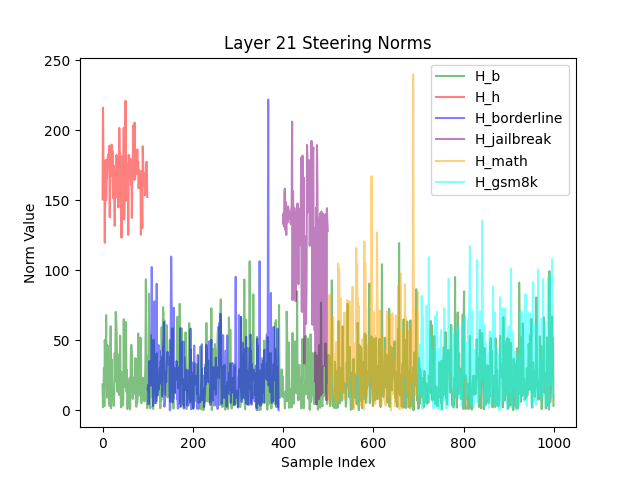 Layer 21 Steering Norms
Norm Value
250
200
150
100
50
0
0
200
400
600
800
1000
Sample Index
H_b
H_h
H_borderline
H_jailbreak
H_math
H_gsm8k